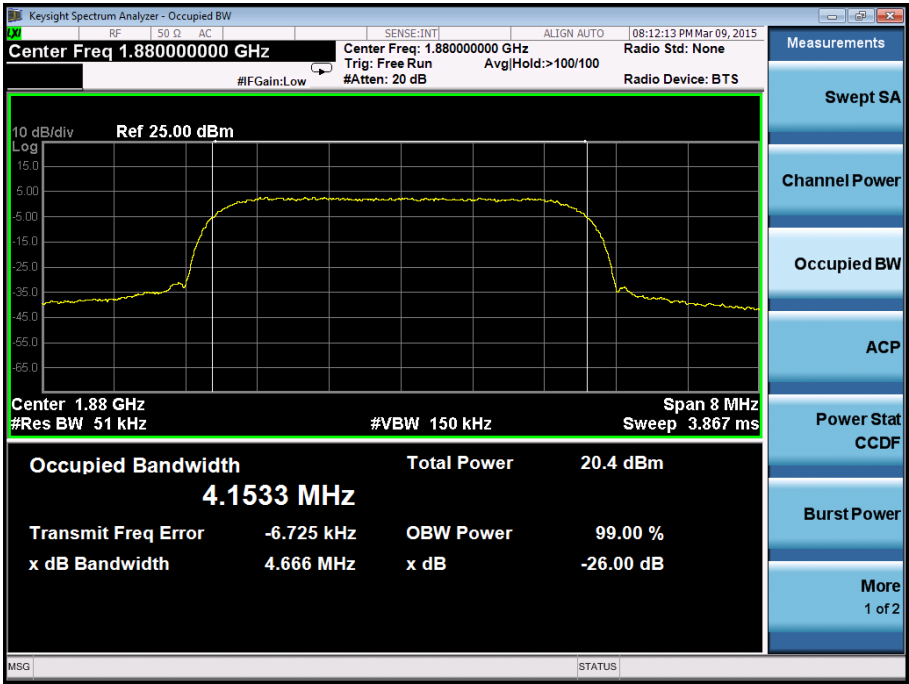 Keysight Spectrum Analyzer - Occupied BW
LXI RF 50 Ω AC SENSE:INT ALIGN AUTO 08:12:13 PM Mar 09, 2015
Center Freq 1.880000000 GHz
Center Freq: 1.880000000 GHz Radio Std: None
Trig: Free Run Avg|Hold:>100/100
#IFGain:Low #Atten: 20 dB Radio Device: BTS
10 dB/div Ref 25.00 dBm
Log
15.0
5.00
-5.00
-15.0
-25.0
-35.0
-45.0
-55.0
-65.0
Center 1.88 GHz Span 8 MHz
#Res BW 51 kHz #VBW 150 kHz Sweep 3.867 ms
Occupied Bandwidth Total Power 20.4 dBm
4.1533 MHz
Transmit Freq Error -6.725 kHz OBW Power 99.00 %
x dB Bandwidth 4.666 MHz x dB -26.00 dB
MSG STATUS
Measurements
Swept SA
Channel Power
Occupied BW
ACP
Power Stat
CCDF
Burst Power
More
1 of 2